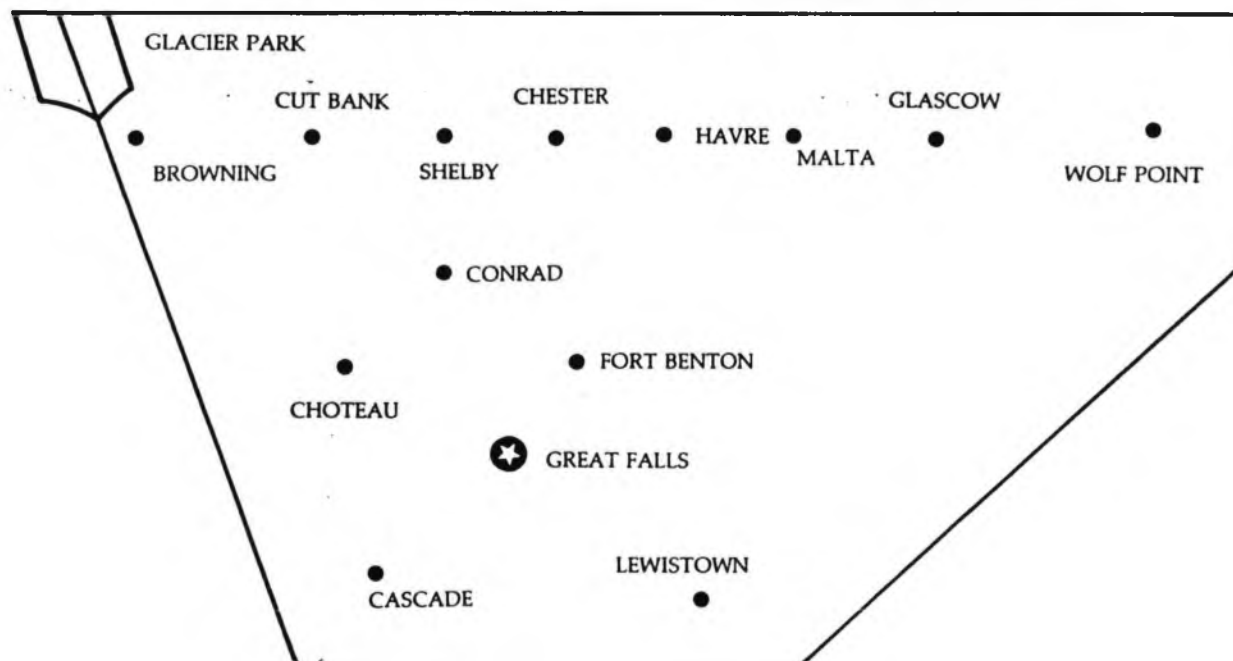 GLACIER PARK
CUT BANK
CHESTER
GLASCOW
BROWNING
SHELBY
HAVRE
MALTA
WOLF POINT
CONRAD
FORT BENTON
CHOTEAU
GREAT FALLS
LEWISTOWN
CASCADE